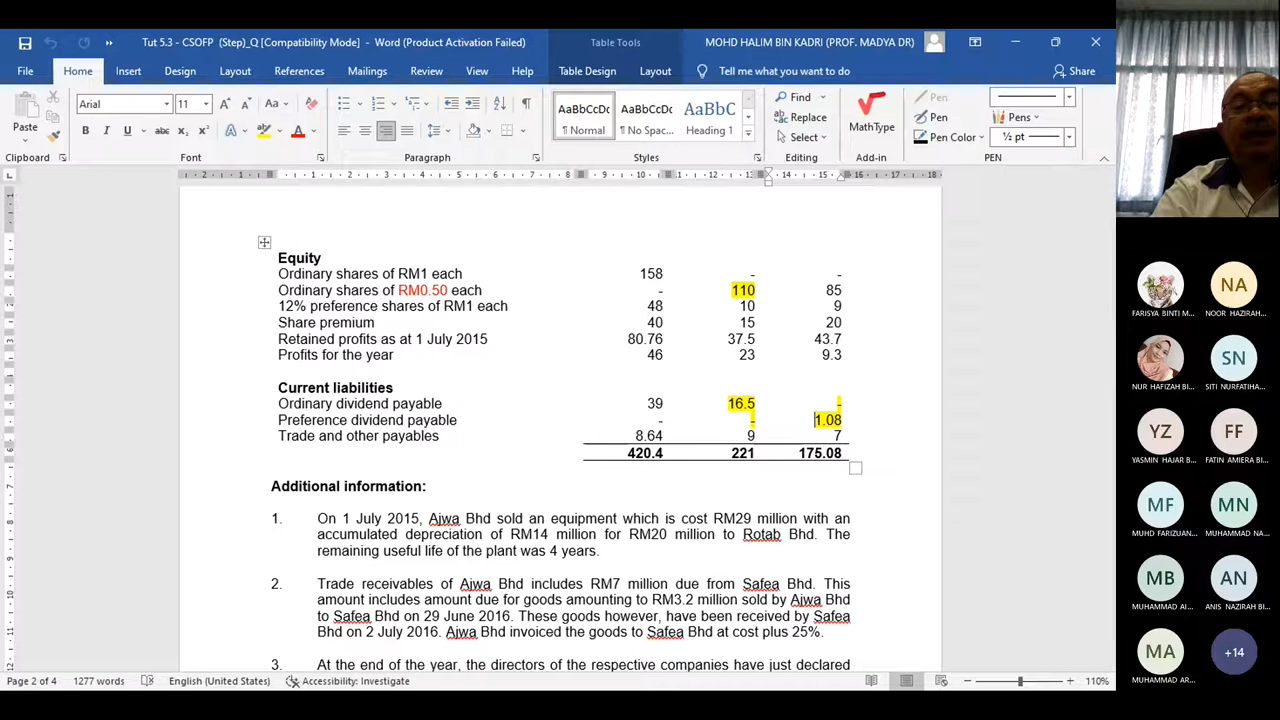 Tut 5.3 - CSOFP (Step)_Q [Compatibility Mode] - Word (Product Activation Failed)
Table Tools
MOHD HALIM BIN KADRI (PROF. MADYA DR)
File Home Insert Design Layout References Mailings Review View Help Table Design Layout Tell me what you want to do Share
Paste
Arial 11
AaBbCcDc AaBbCcDc AaBbC
¶ Normal ¶ No Spac... Heading 1
Find
Replace
Select
MathType
Pen
Pen
Pen Color
Pens
½ pt
Clipboard Font Paragraph Styles Editing Add-in PEN
Equity
Ordinary shares of RM1 each 158 - -
Ordinary shares of RM0.50 each - 110 85
12% preference shares of RM1 each 48 10 9
Share premium 40 15 20
Retained profits as at 1 July 2015 80.76 37.5 43.7
Profits for the year 46 23 9.3
Current liabilities
Ordinary dividend payable 39 16.5 -
Preference dividend payable - - 1.08
Trade and other payables 8.64 9 7
420.4 221 175.08
Additional information:
1. On 1 July 2015, Ajwa Bhd sold an equipment which is cost RM29 million with an
accumulated depreciation of RM14 million for RM20 million to Rotab Bhd. The
remaining useful life of the plant was 4 years.
2. Trade receivables of Ajwa Bhd includes RM7 million due from Safea Bhd. This
amount includes amount due for goods amounting to RM3.2 million sold by Ajwa Bhd
to Safea Bhd on 29 June 2016. These goods however, have been received by Safea
Bhd on 2 July 2016. Ajwa Bhd invoiced the goods to Safea Bhd at cost plus 25%.
3. At the end of the year, the directors of the respective companies have just declared
Page 2 of 4 1277 words English (United States) Accessibility: Investigate 110%
FARISYA BINTI M... NA NOOR HAZIRAH...
NUR HAFIZAH BI... SN SITI NURFATIHA...
YZ FF
YASMIN HAJAR B... FATIN AMIERA BI...
MF MN
MUHD FARIZUAN... MUHAMMAD NA...
MB AN
MUHAMMAD AI... ANIS NAZIRAH BI...
MA +14
MUHAMMAD AR...